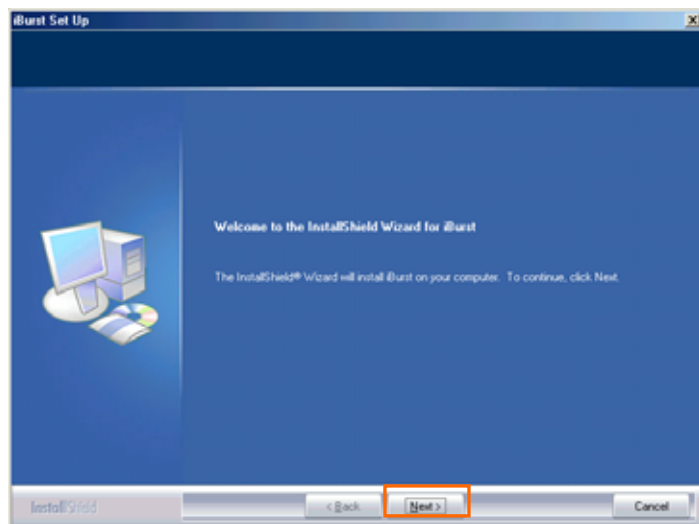 iBurst Set Up
Welcome to the InstallShield Wizard for iBurst
The InstallShield® Wizard will install iBurst on your computer. To continue, click Next.
InstallShield
< Back
Next >
Cancel